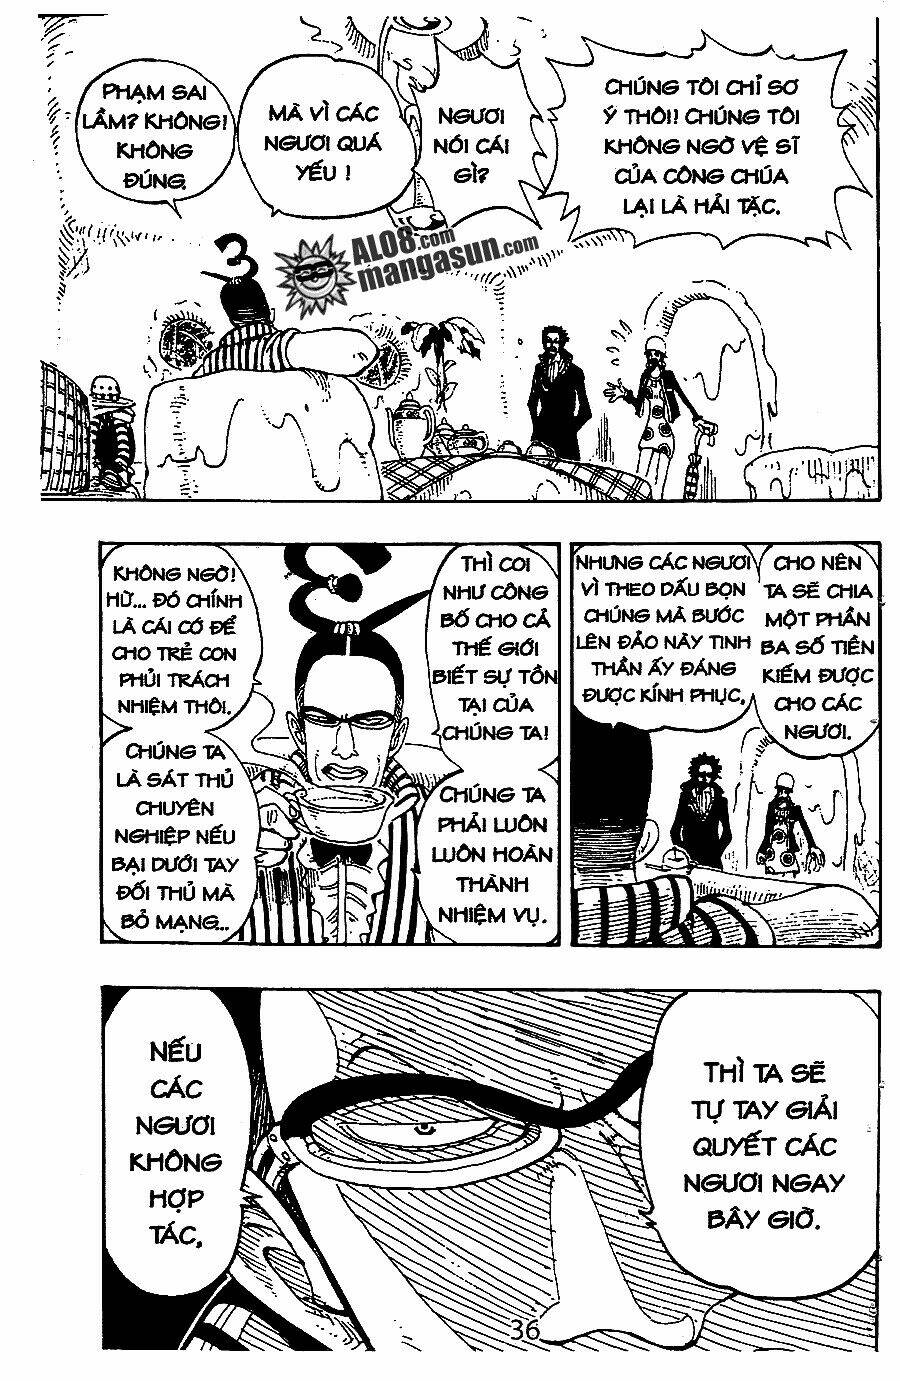 CHÚNG TÔI CHỈ SƠ
Ý THÔI! CHÚNG TÔI
KHÔNG NGỜ VỆ SĨ
CỦA CÔNG CHÚA
LẠI LÀ HẢI TẶC.
NGƯƠI
NÓI CÁI
GÌ?
MÀ VÌ CÁC
NGƯƠI QUÁ
YẾU !
PHẠM SAI
LẦM? KHÔNG!
KHÔNG
ĐÚNG.
3
ALO8.com
mangasun.com
CHO NÊN
TA SẼ CHIA
MỘT PHẦN
BA SỐ TIỀN
KIẾM ĐƯỢC
CHO CÁC
NGƯƠI.
NHƯNG CÁC NGƯƠI
VÌ THEO DẤU BỌN
CHÚNG MÀ BƯỚC
LÊN ĐẢO NÀY TINH
THẦN ẤY ĐÁNG
ĐƯỢC KÍNH PHỤC.
THÌ COI
NHƯ CÔNG
BỐ CHO CẢ
THẾ GIỚI
BIẾT SỰ TỒN
TẠI CỦA
CHÚNG TA!
CHÚNG TA
PHẢI LUÔN
LUÔN HOÀN
THÀNH
NHIỆM VỤ.
KHÔNG NGỜ!
HỪ... ĐÓ CHÍNH
LÀ CÁI CỚ ĐỂ
CHO TRẺ CON
PHỦI TRÁCH
NHIỆM THÔI.
CHÚNG TA
LÀ SÁT THỦ
CHUYÊN
NGHIỆP NẾU
BẠI DƯỚI TAY
ĐỐI THỦ MÀ
BỎ MẠNG...
THÌ TA SẼ
TỰ TAY GIẢI
QUYẾT CÁC
NGƯƠI NGAY
BÂY GIỜ.
NẾU
CÁC
NGƯƠI
KHÔNG
HỢP
TÁC,
36